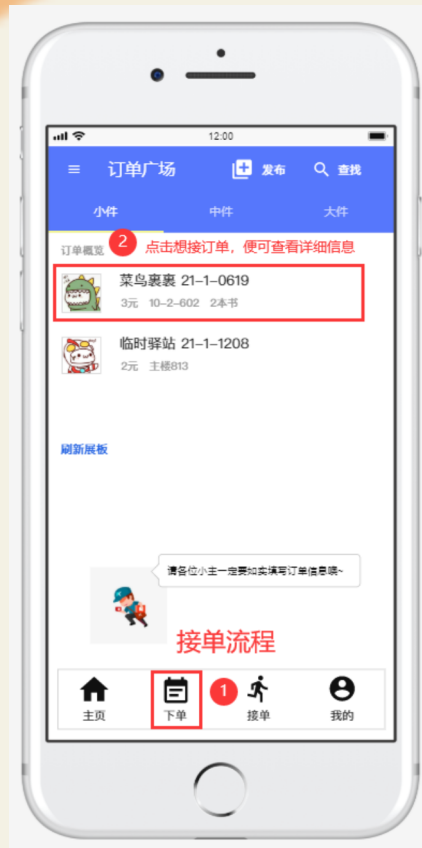 12:00
订单广场 发布 查找
小件 中件 大件
订单概览 2 点击想接订单，便可查看详细信息
菜鸟裹裹 21-1-0619
3元 10-2-602 2本书
临时驿站 21-1-1208
2元 主楼813
刷新展板
请各位小主一定要如实填写订单信息噢~
接单流程
1
主页 下单 接单 我的